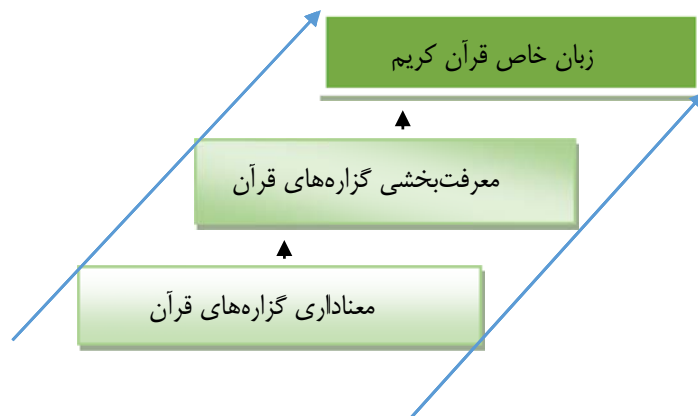 زبان خاص قرآن کریم
معرفت‌بخشی گزاره‌های قرآن
معناداری گزاره‌های قرآن